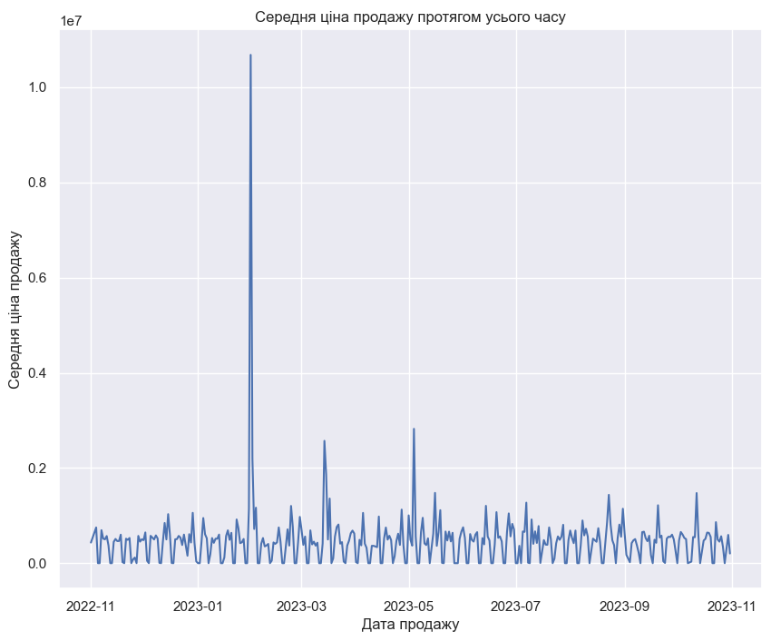 Середня ціна продажу протягом усього часу
1e7
1.0
0.8
0.6
0.4
0.2
0.0
Середня ціна продажу
2022-11 2023-01 2023-03 2023-05 2023-07 2023-09 2023-11
Дата продажу